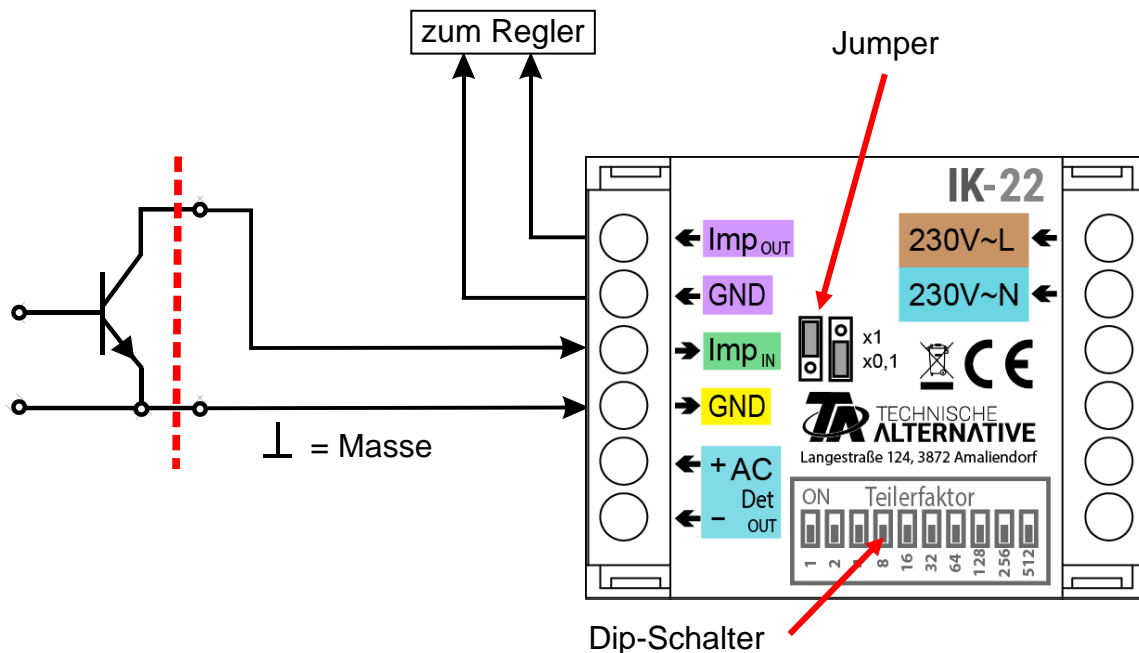 zum Regler
Jumper
IK-22
Imp OUT
230V~L
GND
230V~N
Imp IN
x1
x0,1
GND
CE
TA TECHNISCHE
ALTERNATIVE
Langestraße 124, 3872 Amaliendorf
= Masse
+ AC
Det
- OUT
ON Teilerfaktor
1 2 8 16 32 64 128 256 512
Dip-Schalter